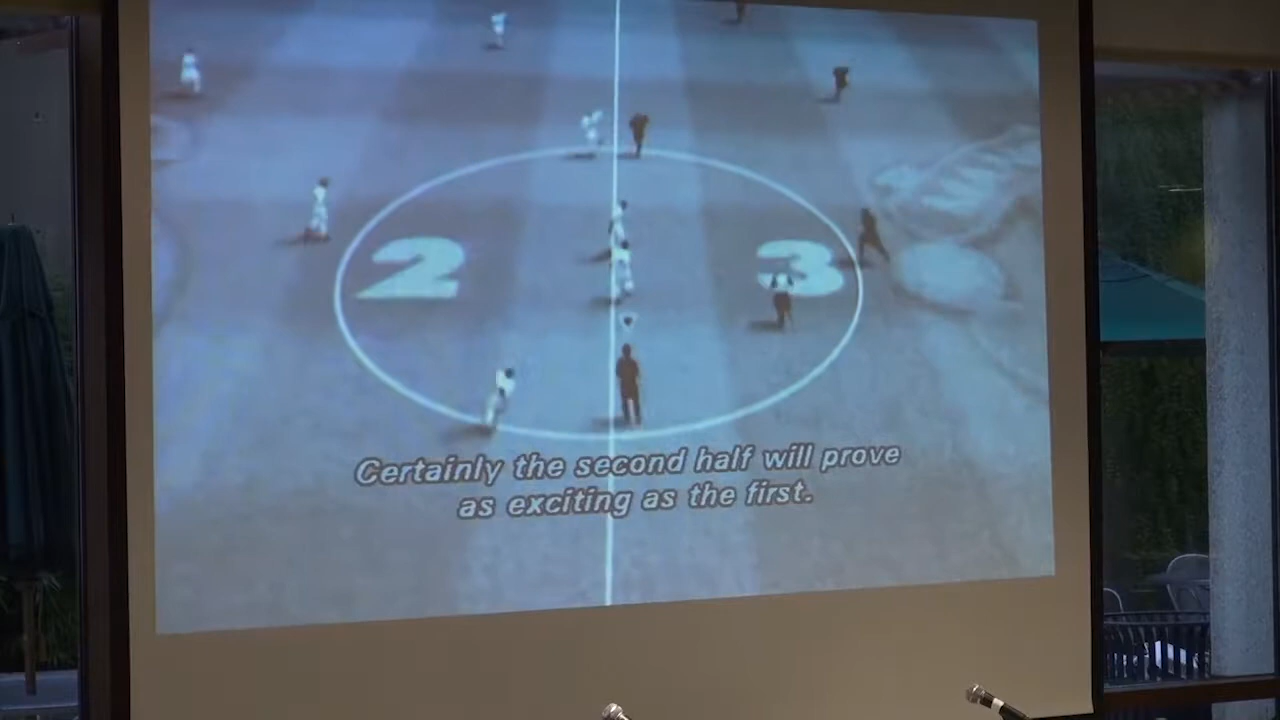 2 3
Certainly the second half will prove
as exciting as the first.